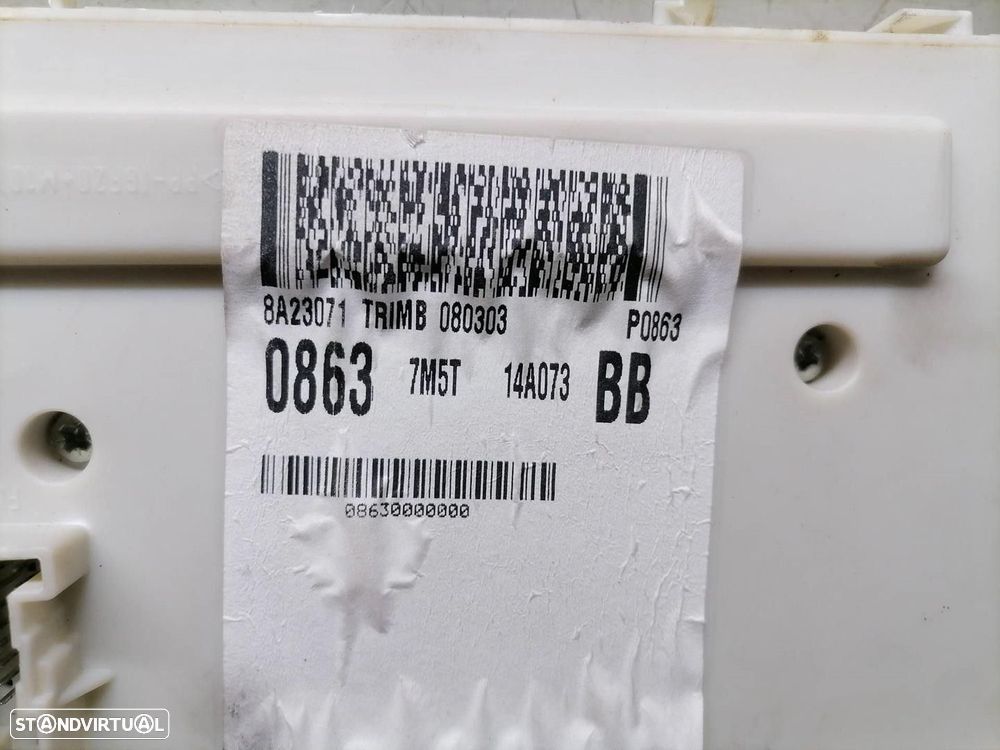 8A23071 TRIMB 080303 P0863
0863 7M5T 14A073 BB
08630000000
STANDVIRTUAL